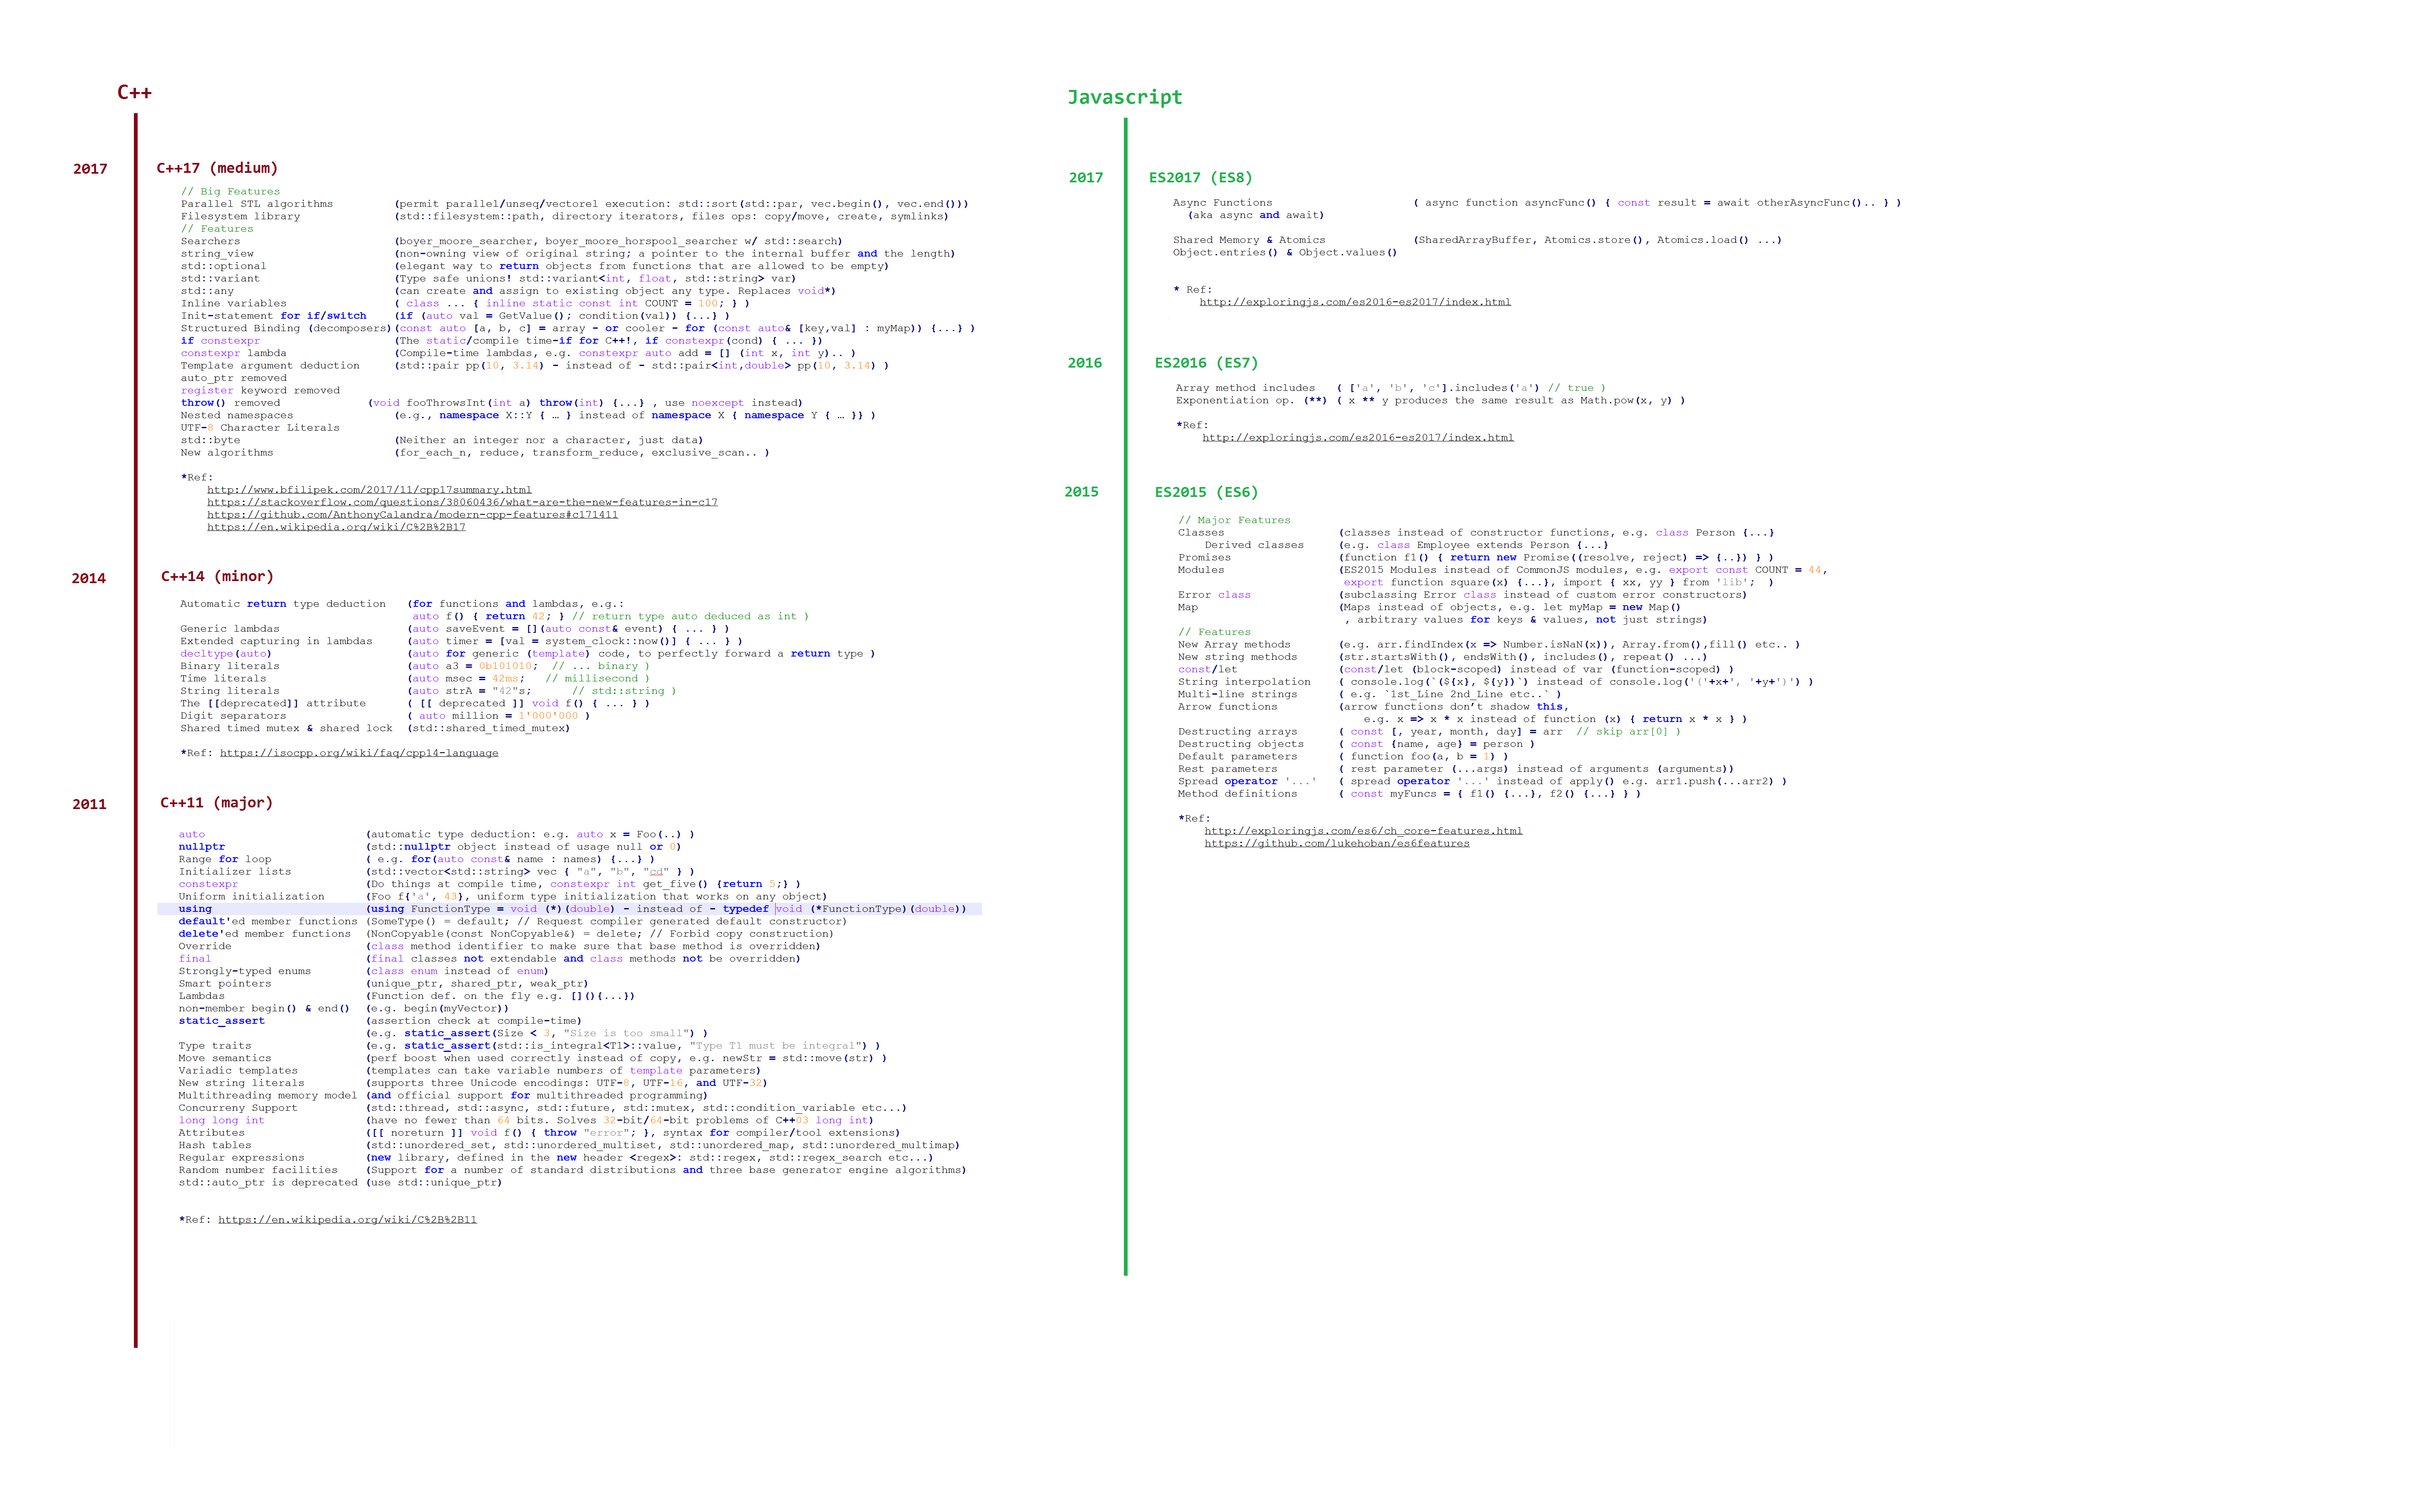 C++
2017 C++17 (medium)
// Big Features
Parallel STL algorithms (permit parallel/unseq/vectorel execution: std::sort(std::par, vec.begin(), vec.end()))
Filesystem library (std::filesystem::path, directory iterators, files ops: copy/move, create, symlinks)
// Features
Searchers (boyer_moore_searcher, boyer_moore_horspool_searcher w/ std::search)
string_view (non-owning view of original string; a pointer to the internal buffer and the length)
std::optional (elegant way to return objects from functions that are allowed to be empty)
std::variant (Type safe unions! std::variant<int, float, std::string> var)
std::any (can create and assign to existing object any type. Replaces void*)
Inline variables ( class ... { inline static const int COUNT = 100; } )
Init-statement for if/switch (if (auto val = GetValue(); condition(val)) {...} )
Structured Binding (decomposers) (const auto [a, b, c] = array - or cooler - for (const auto& [key,val] : myMap)) {...} )
if constexpr (The static/compile time-if for C++!, if constexpr(cond) { ... })
constexpr lambda (Compile-time lambdas, e.g. constexpr auto add = [] (int x, int y).. )
Template argument deduction (std::pair pp(10, 3.14) - instead of - std::pair<int,double> pp(10, 3.14) )
auto_ptr removed
register keyword removed
throw() removed (void fooThrowsInt(int a) throw(int) {...} , use noexcept instead)
Nested namespaces (e.g., namespace X::Y { … } instead of namespace X { namespace Y { … }} )
UTF-8 Character Literals
std::byte (Neither an integer nor a character, just data)
New algorithms (for_each_n, reduce, transform_reduce, exclusive_scan.. )
*Ref:
http://www.bfilipek.com/2017/11/cpp17summary.html
https://stackoverflow.com/questions/38060436/what-are-the-new-features-in-c17
https://github.com/AnthonyCalandra/modern-cpp-features#c171411
https://en.wikipedia.org/wiki/C%2B%2B17
2014 C++14 (minor)
Automatic return type deduction (for functions and lambdas, e.g.:
auto f() { return 42; } // return type auto deduced as int )
Generic lambdas (auto saveEvent = [](auto const& event) { ... } )
Extended capturing in lambdas (auto timer = [val = system_clock::now()] { ... } )
decltype(auto) (auto for generic (template) code, to perfectly forward a return type )
Binary literals (auto a3 = 0b101010; // ... binary )
Time literals (auto msec = 42ms; // millisecond )
String literals (auto strA = "42"s; // std::string )
The [[deprecated]] attribute ( [[ deprecated ]] void f() { ... } )
Digit separators ( auto million = 1'000'000 )
Shared timed mutex & shared lock (std::shared_timed_mutex)
*Ref: https://isocpp.org/wiki/faq/cpp14-language
2011 C++11 (major)
auto (automatic type deduction: e.g. auto x = Foo(..) )
nullptr (std::nullptr object instead of usage null or 0)
Range for loop ( e.g. for(auto const& name : names) {...} )
Initializer lists (std::vector<std::string> vec { "a", "b", "cd" } )
constexpr (Do things at compile time, constexpr int get_five() {return 5;} )
Uniform initialization (Foo f{'a', 43}, uniform type initialization that works on any object)
using (using FunctionType = void (*)(double) - instead of - typedef void (*FunctionType)(double))
default'ed member functions (SomeType() = default; // Request compiler generated default constructor)
delete'ed member functions (NonCopyable(const NonCopyable&) = delete; // Forbid copy construction)
Override (class method identifier to make sure that base method is overridden)
final (final classes not extendable and class methods not be overridden)
Strongly-typed enums (class enum instead of enum)
Smart pointers (unique_ptr, shared_ptr, weak_ptr)
Lambdas (Function def. on the fly e.g. [](){...})
non-member begin() & end() (e.g. begin(myVector))
static_assert (assertion check at compile-time)
(e.g. static_assert(Size < 3, "Size is too small") )
Type traits (e.g. static_assert(std::is_integral<T1>::value, "Type T1 must be integral") )
Move semantics (perf boost when used correctly instead of copy, e.g. newStr = std::move(str) )
Variadic templates (templates can take variable numbers of template parameters)
New string literals (supports three Unicode encodings: UTF-8, UTF-16, and UTF-32)
Multithreading memory model (and official support for multithreaded programming)
Concurreny Support (std::thread, std::async, std::future, std::mutex, std::condition_variable etc...)
long long int (have no fewer than 64 bits. Solves 32-bit/64-bit problems of C++03 long int)
Attributes ([[ noreturn ]] void f() { throw "error"; }, syntax for compiler/tool extensions)
Hash tables (std::unordered_set, std::unordered_multiset, std::unordered_map, std::unordered_multimap)
Regular expressions (new library, defined in the new header <regex>: std::regex, std::regex_search etc...)
Random number facilities (Support for a number of standard distributions and three base generator engine algorithms)
std::auto_ptr is deprecated (use std::unique_ptr)
*Ref: https://en.wikipedia.org/wiki/C%2B%2B11
Javascript
2017 ES2017 (ES8)
Async Functions ( async function asyncFunc() { const result = await otherAsyncFunc().. } )
(aka async and await)
Shared Memory & Atomics (SharedArrayBuffer, Atomics.store(), Atomics.load() ...)
Object.entries() & Object.values()
* Ref:
http://exploringjs.com/es2016-es2017/index.html
2016 ES2016 (ES7)
Array method includes ( ['a', 'b', 'c'].includes('a') // true )
Exponentiation op. (**) ( x ** y produces the same result as Math.pow(x, y) )
*Ref:
http://exploringjs.com/es2016-es2017/index.html
2015 ES2015 (ES6)
// Major Features
Classes (classes instead of constructor functions, e.g. class Person {...}
Derived classes (e.g. class Employee extends Person {...}
Promises (function f1() { return new Promise((resolve, reject) => {..}) } )
Modules (ES2015 Modules instead of CommonJS modules, e.g. export const COUNT = 44,
export function square(x) {...}, import { xx, yy } from 'lib'; )
Error class (subclassing Error class instead of custom error constructors)
Map (Maps instead of objects, e.g. let myMap = new Map()
, arbitrary values for keys & values, not just strings)
// Features
New Array methods (e.g. arr.findIndex(x => Number.isNaN(x)), Array.from(),fill() etc.. )
New string methods (str.startsWith(), endsWith(), includes(), repeat() ...)
const/let (const/let (block-scoped) instead of var (function-scoped) )
String interpolation ( console.log(`(${x}, ${y})`) instead of console.log('('+x+', '+y+')') )
Multi-line strings ( e.g. `1st_Line 2nd_Line etc..` )
Arrow functions (arrow functions don’t shadow this,
e.g. x => x * x instead of function (x) { return x * x } )
Destructing arrays ( const [, year, month, day] = arr // skip arr[0] )
Destructing objects ( const {name, age} = person )
Default parameters ( function foo(a, b = 1) )
Rest parameters ( rest parameter (...args) instead of arguments (arguments))
Spread operator '...' ( spread operator '...' instead of apply() e.g. arr1.push(...arr2) )
Method definitions ( const myFuncs = { f1() {...}, f2() {...} } )
*Ref:
http://exploringjs.com/es6/ch_core-features.html
https://github.com/lukehoban/es6features